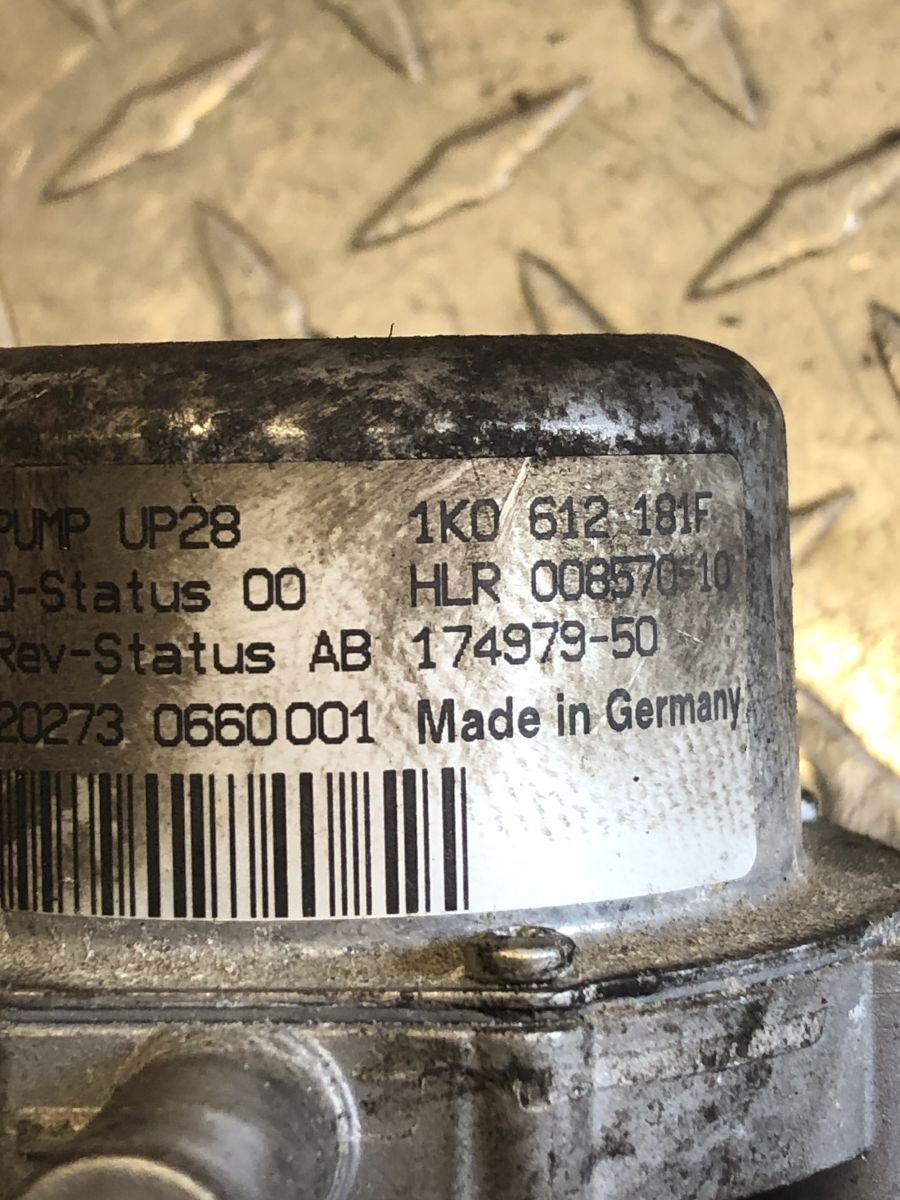 PUMP UP28 1K0 612 181F
Q-Status 00 HLR 008570-10
Rev-Status AB 174979-50
20273 0660001 Made in Germany